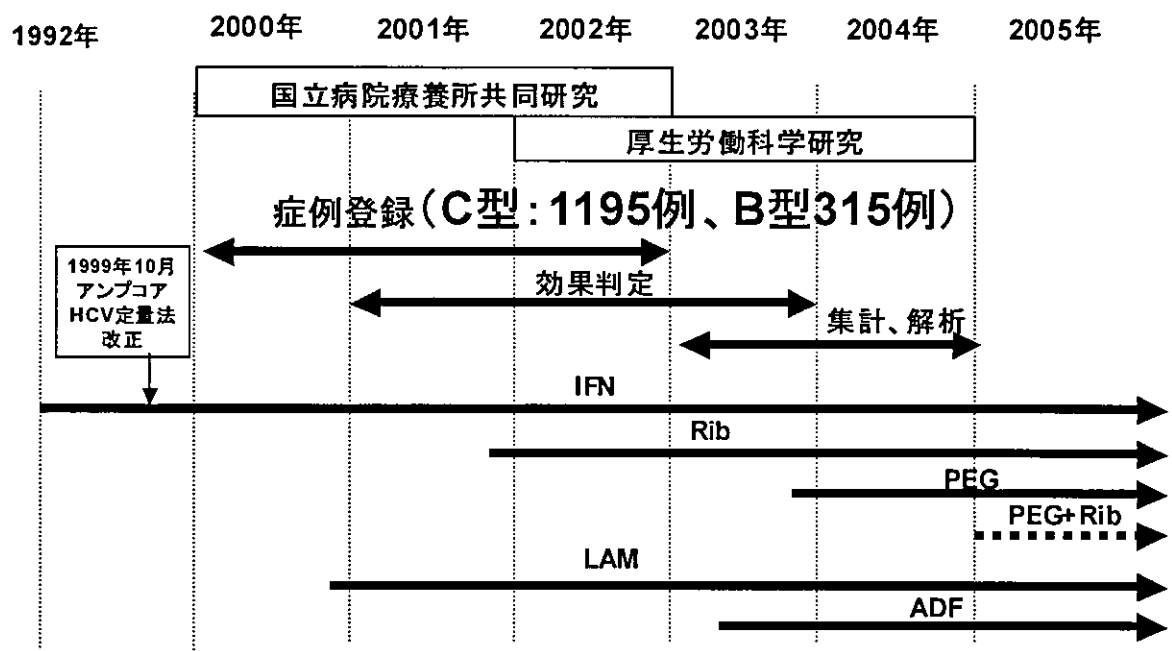 1992年 2000年 2001年 2002年 2003年 2004年 2005年
国立病院療養所共同研究
厚生労働科学研究
症例登録(C型:1195例、B型315例)
1999年10月
アンプコア
HCV定量法
改正
効果判定
集計、解析
IFN
Rib
PEG
PEG+Rib
LAM
ADF